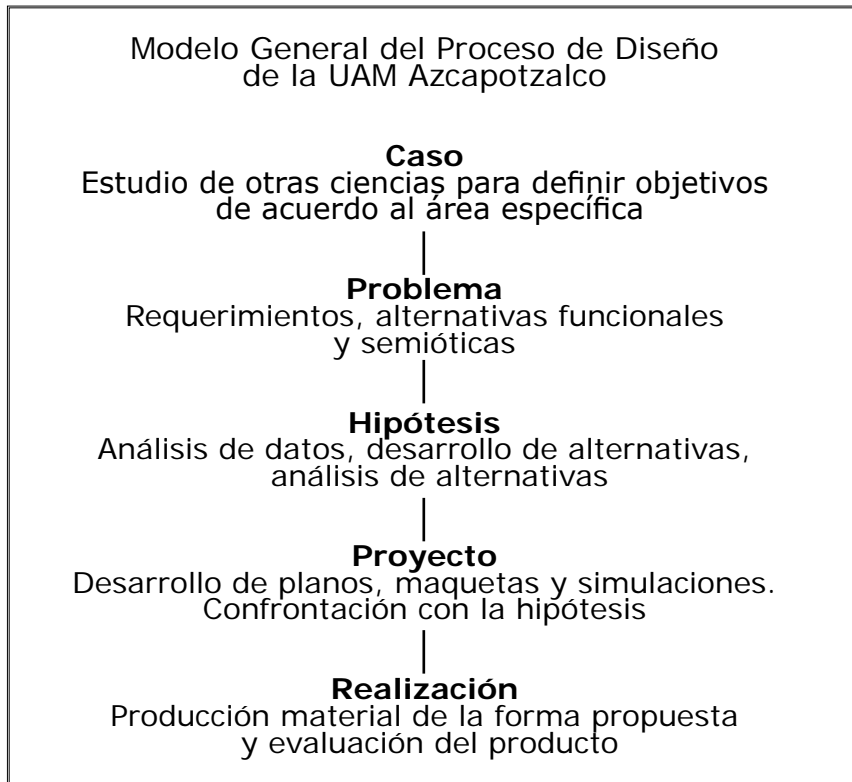 Modelo General del Proceso de Diseño
de la UAM Azcapotzalco
Caso
Estudio de otras ciencias para definir objetivos
de acuerdo al área específica
Problema
Requerimientos, alternativas funcionales
y semióticas
Hipótesis
Análisis de datos, desarrollo de alternativas,
análisis de alternativas
Proyecto
Desarrollo de planos, maquetas y simulaciones.
Confrontación con la hipótesis
Realización
Producción material de la forma propuesta
y evaluación del producto